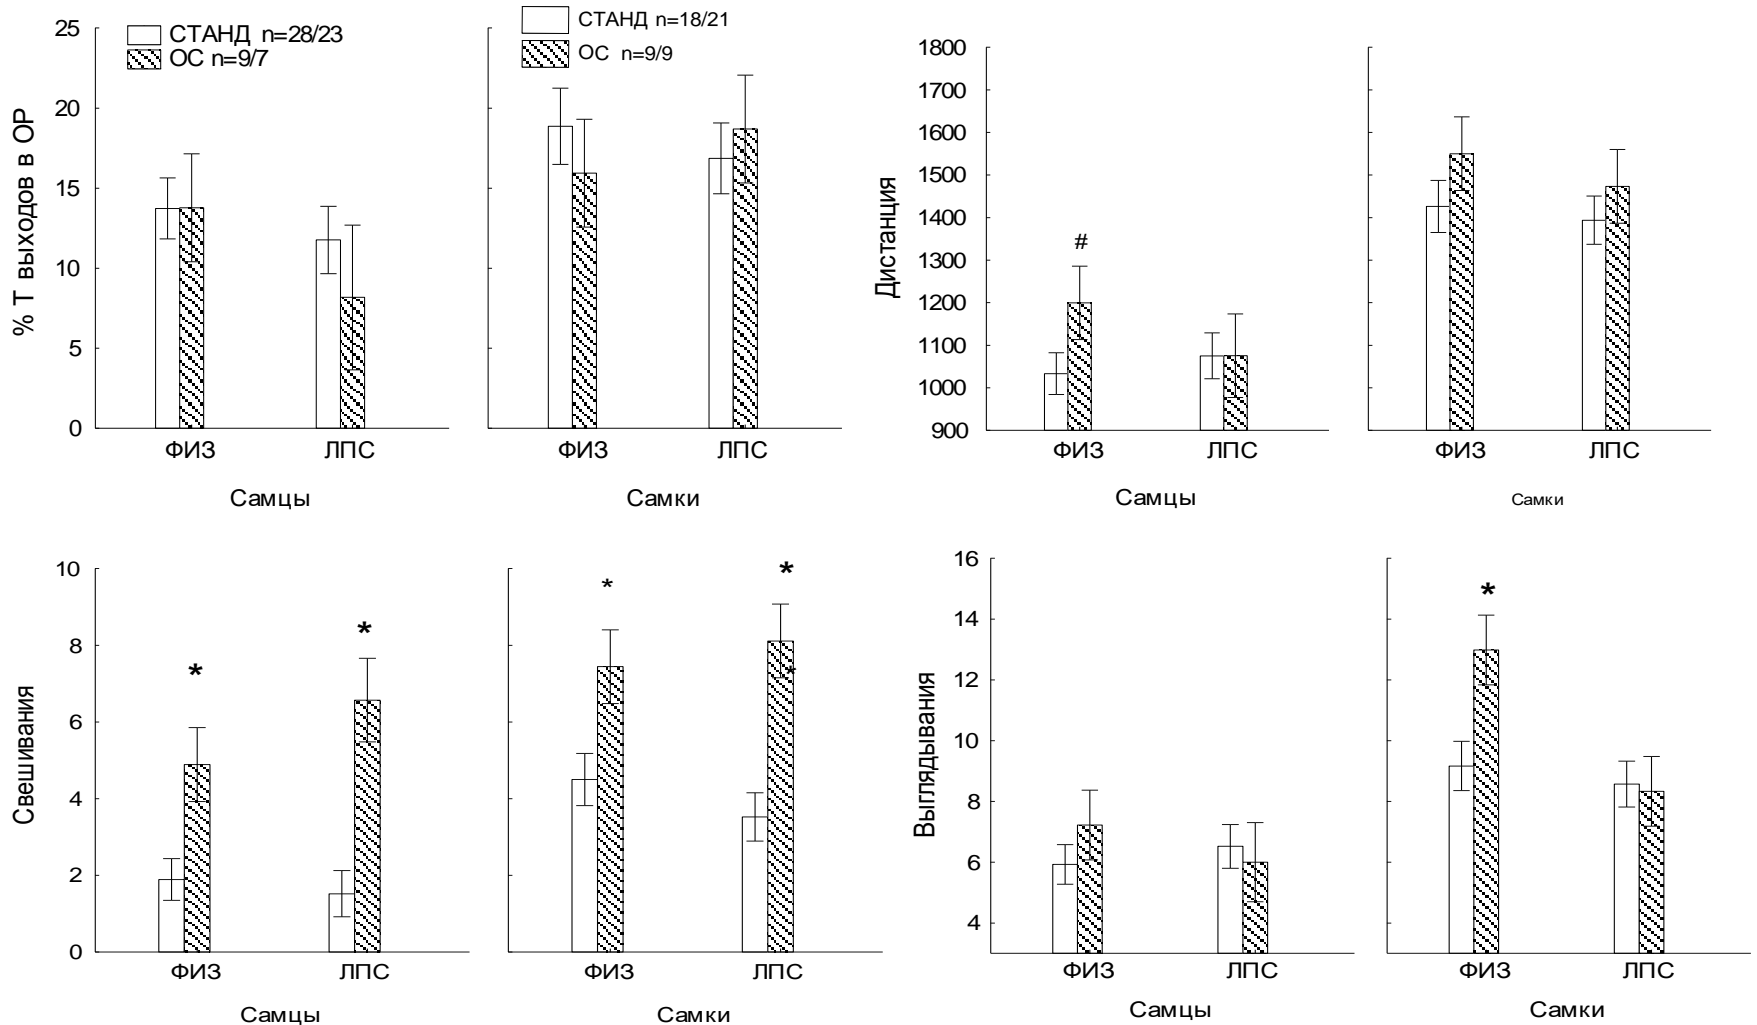 % Т выходов в ОР
25
20
15
10
5
0
СТАНД n=28/23
ОС n=9/7
ФИЗ
ЛПС
Самцы
СТАНД n=18/21
ОС n=9/9
ФИЗ
ЛПС
Самки
Дистанция
1800
1700
1600
1500
1400
1300
1200
1100
1000
900
#
ФИЗ
ЛПС
Самцы
ФИЗ
ЛПС
Самки
Свешивания
10
8
6
4
2
0
*
*
ФИЗ
ЛПС
Самцы
*
*
*
ФИЗ
ЛПС
Самки
Выглядывания
16
14
12
10
8
6
4
ФИЗ
ЛПС
Самцы
*
ФИЗ
ЛПС
Самки